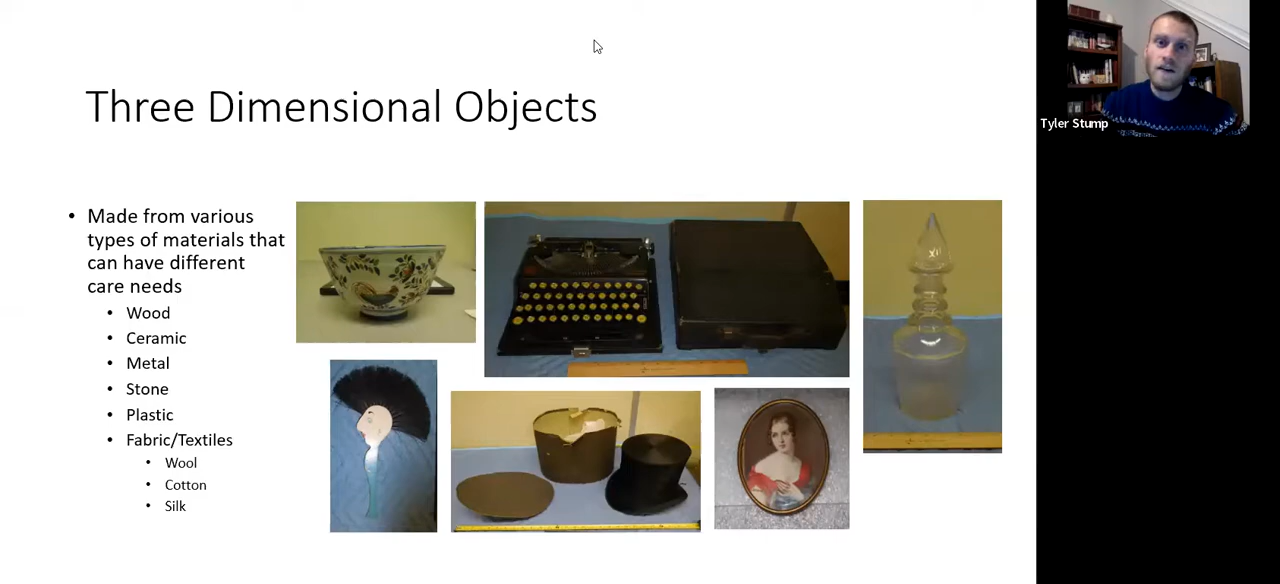 Three Dimensional Objects
Tyler Stump
• Made from various
types of materials that
can have different
care needs
• Wood
• Ceramic
• Metal
• Stone
• Plastic
• Fabric/Textiles
• Wool
• Cotton
• Silk